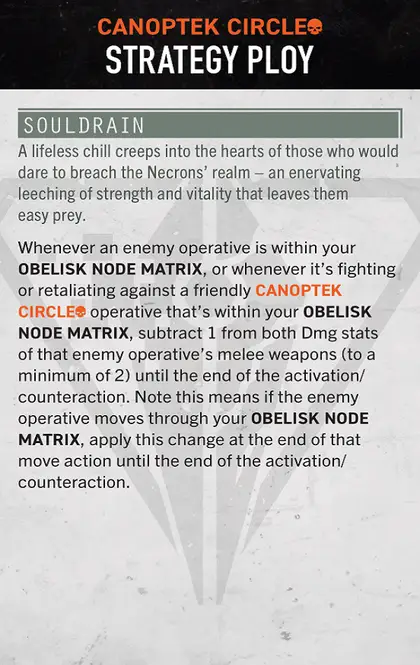 CANOPTEK CIRCLE
STRATEGY PLOY
SOULDRAIN
A lifeless chill creeps into the hearts of those who would
dare to breach the Necrons’ realm – an enervating
leeching of strength and vitality that leaves them
easy prey.
Whenever an enemy operative is within your
OBELISK NODE MATRIX, or whenever it’s fighting
or retaliating against a friendly CANOPTEK
CIRCLE operative that’s within your OBELISK
NODE MATRIX, subtract 1 from both Dmg stats
of that enemy operative’s melee weapons (to a
minimum of 2) until the end of the activation/
counteraction. Note this means if the enemy
operative moves through your OBELISK NODE
MATRIX, apply this change at the end of that
move action until the end of the activation/
counteraction.